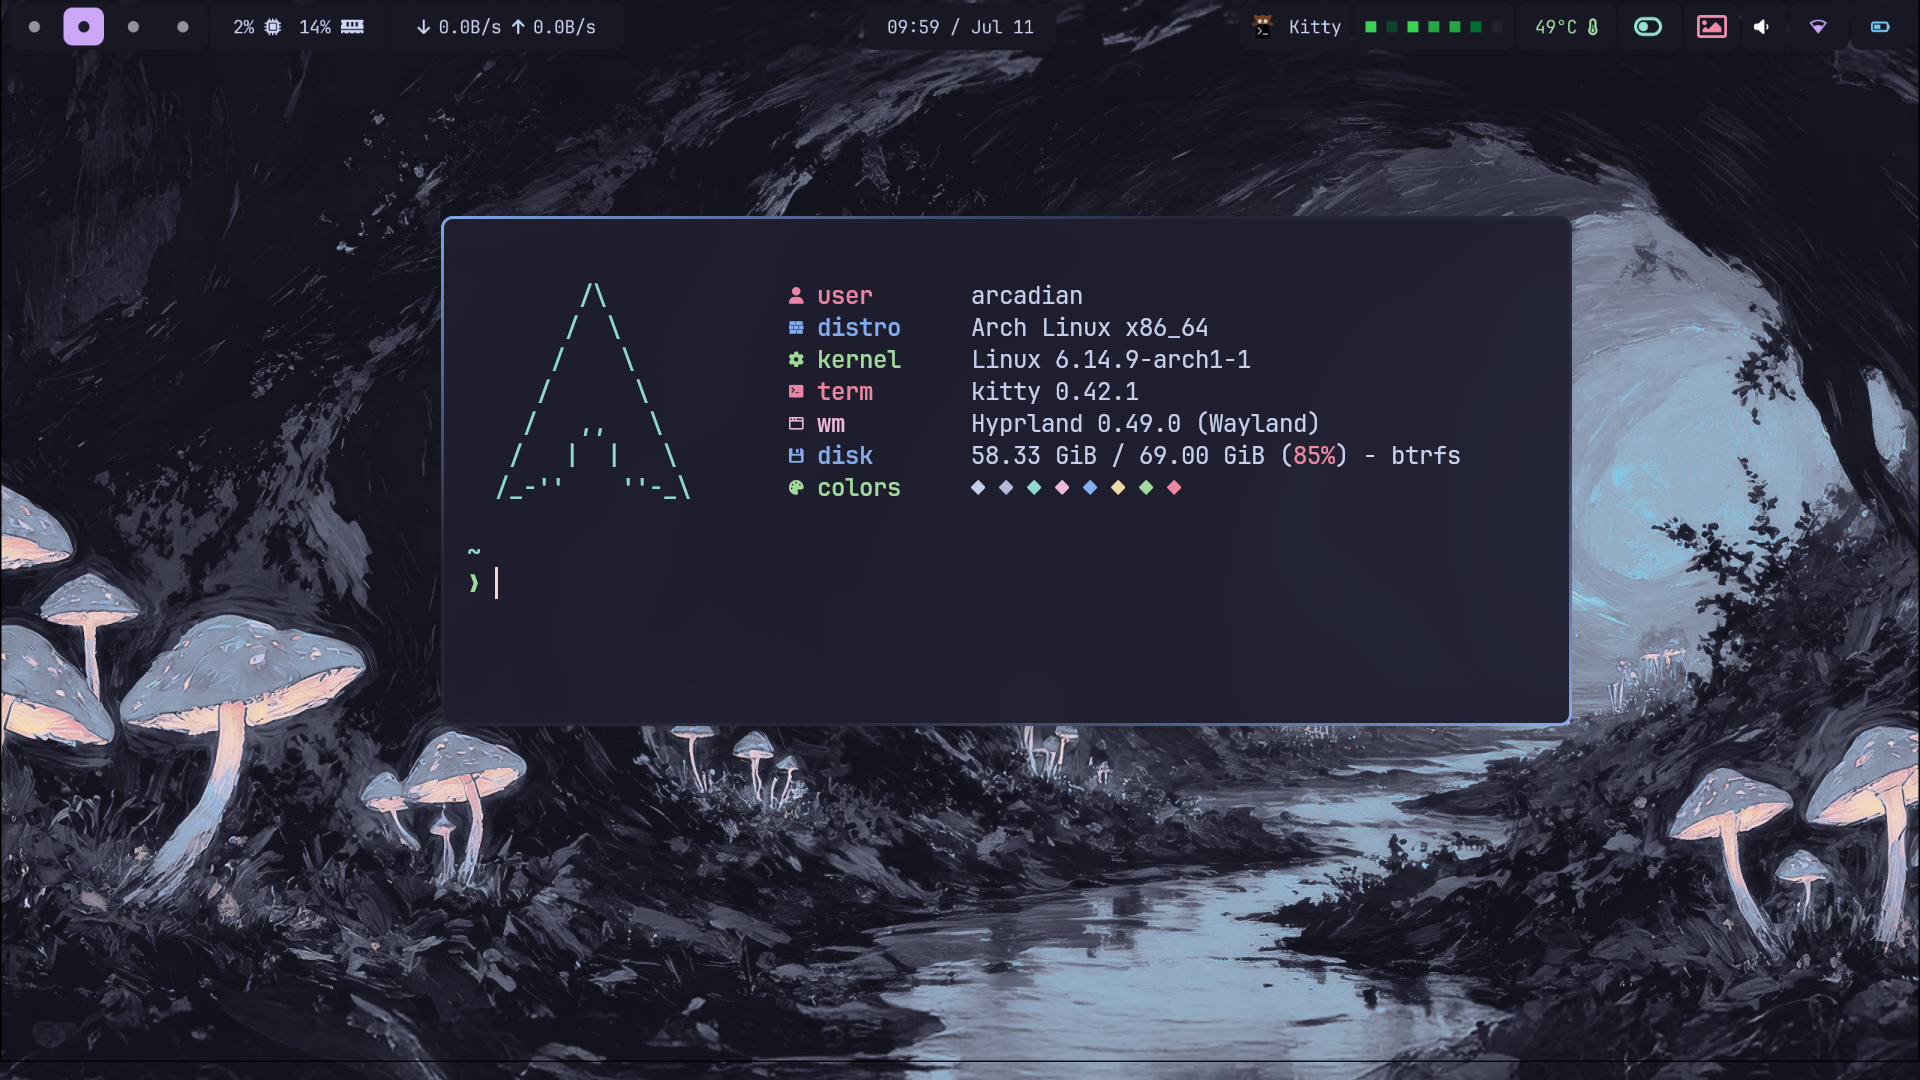 2% 14% ↓ 0.0B/s ↑ 0.0B/s 09:59 / Jul 11 Kitty 49°C
user arcadian
distro Arch Linux x86_64
kernel Linux 6.14.9-arch1-1
term kitty 0.42.1
wm Hyprland 0.49.0 (Wayland)
disk 58.33 GiB / 69.00 GiB (85%) - btrfs
colors
~
❯